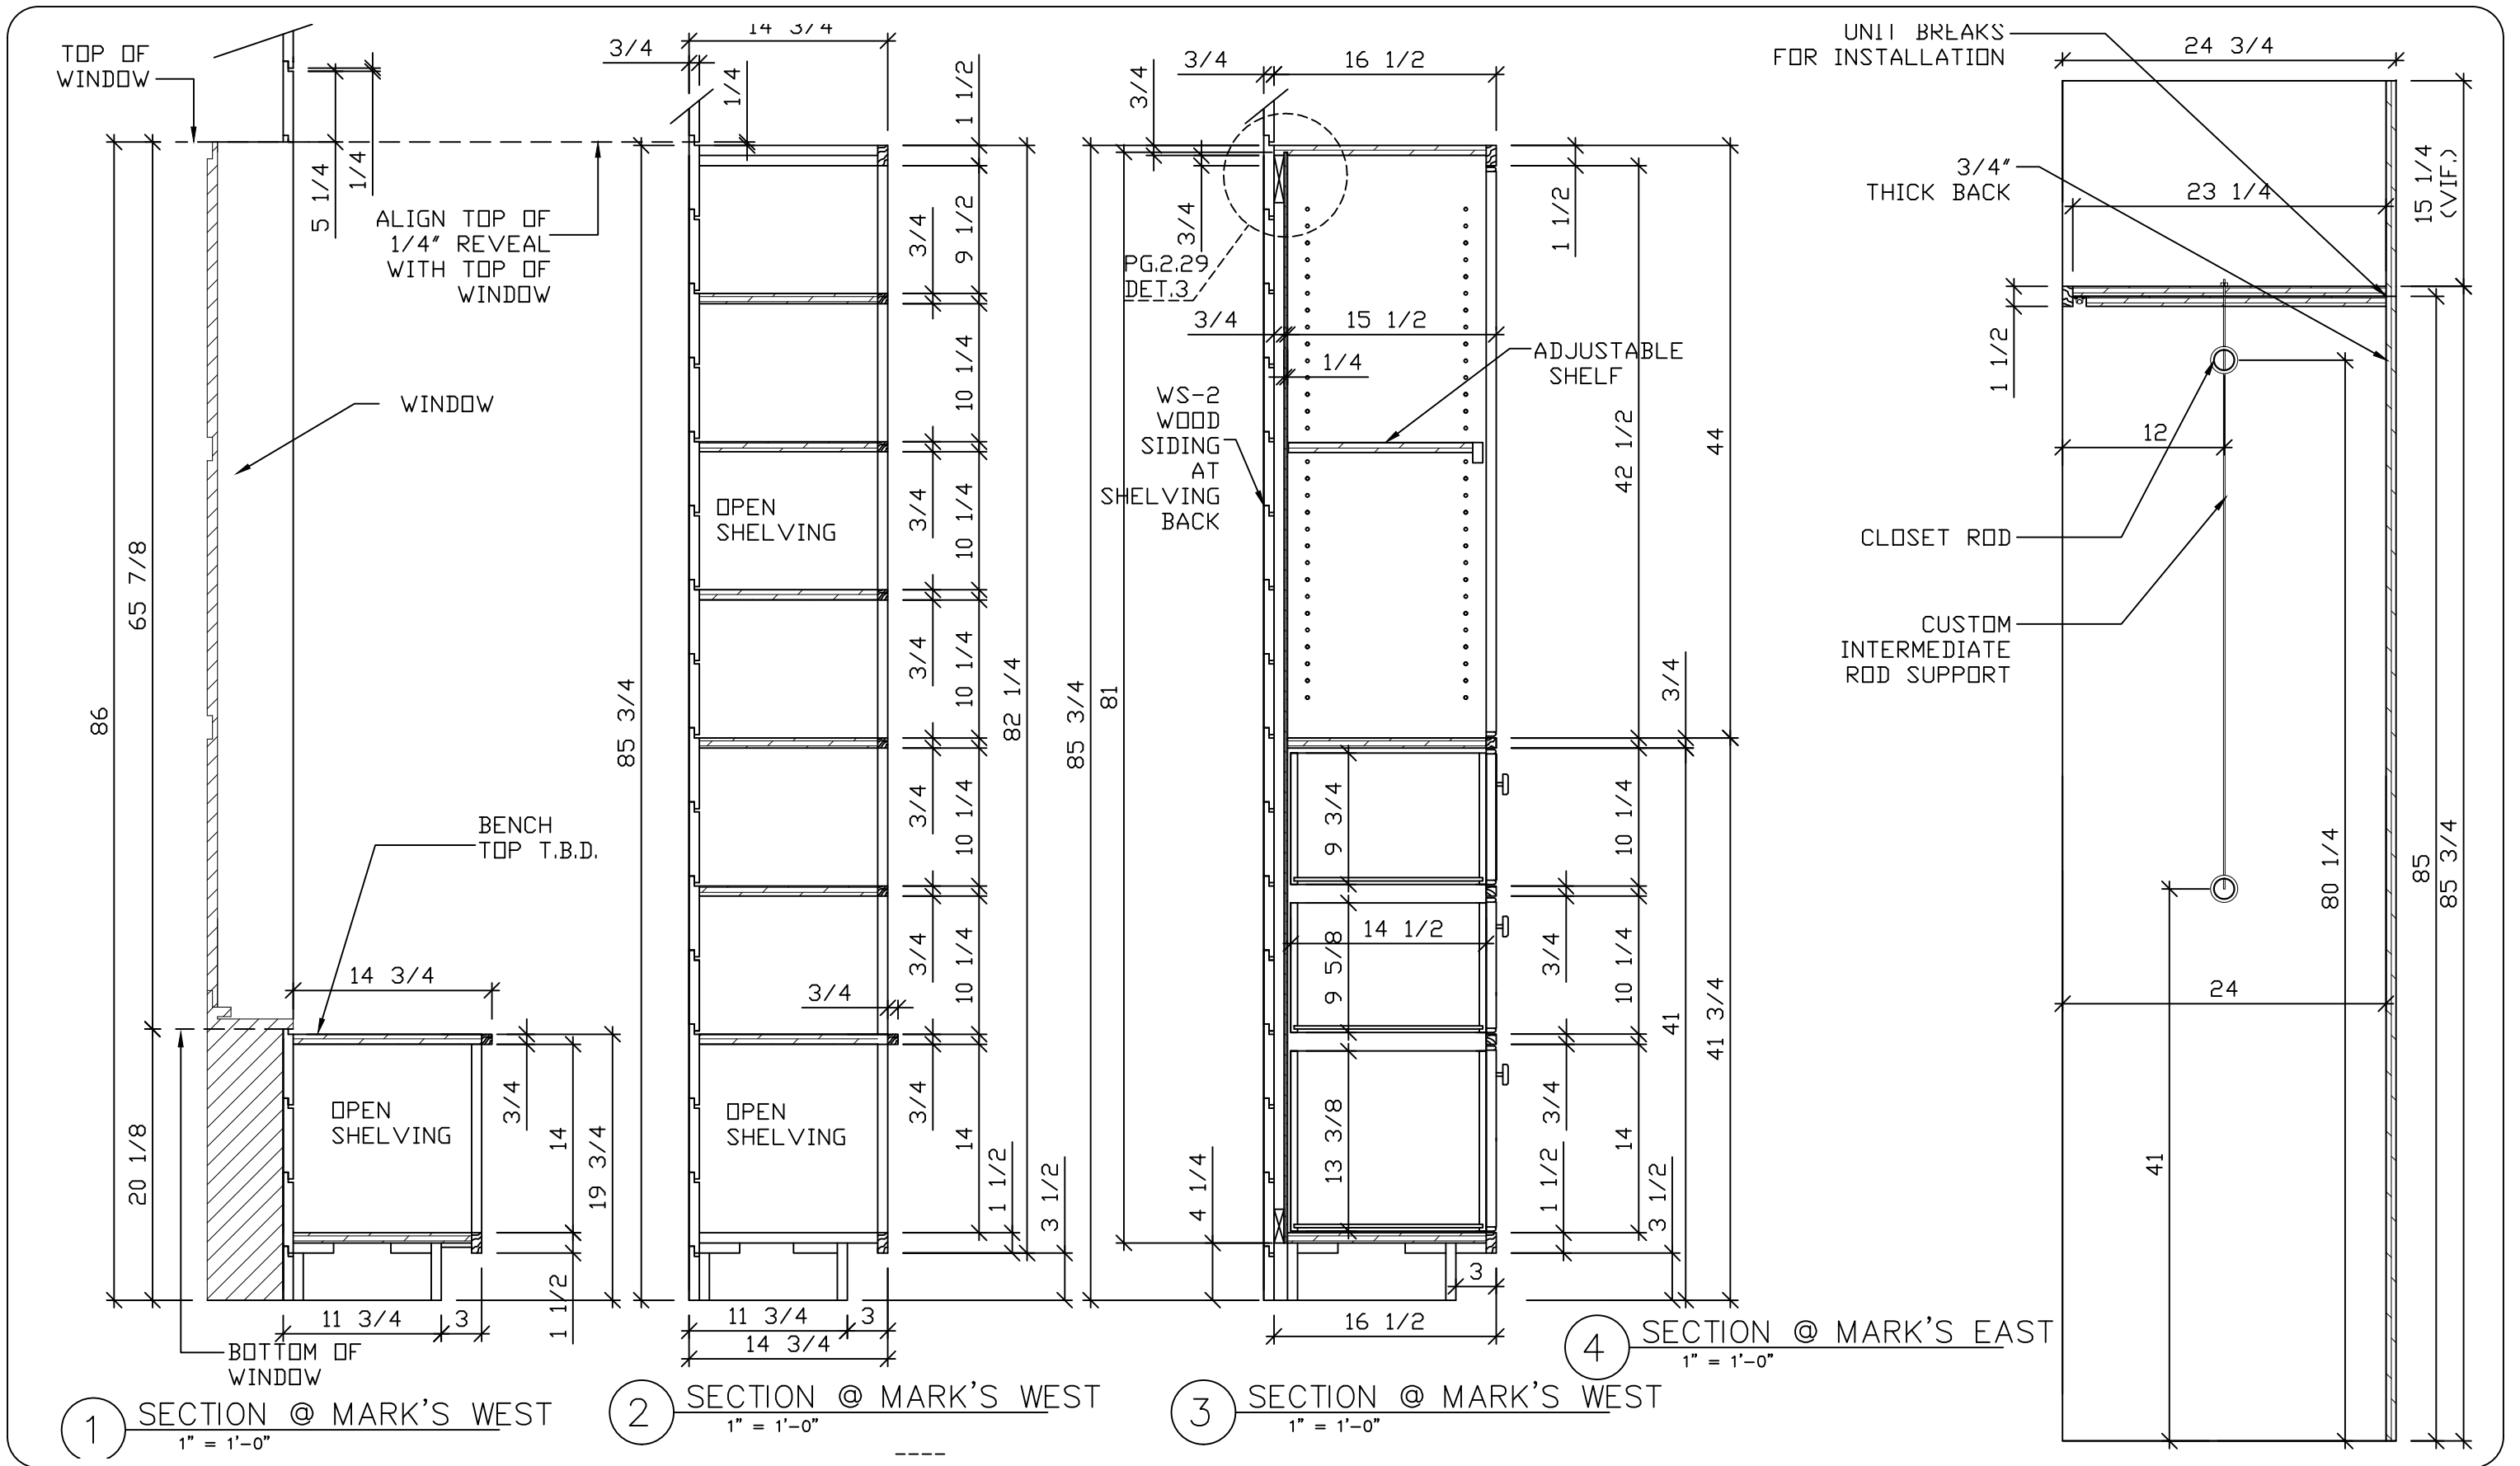 TOP OF
WINDOW
5 1/4
1/4
ALIGN TOP OF
1/4" REVEAL
WITH TOP OF
WINDOW
WINDOW
86
65 7/8
20 1/8
BENCH
TOP T.B.D.
14 3/4
OPEN
SHELVING
3/4
14
19 3/4
1 1/2
11 3/4
3
BOTTOM OF
WINDOW
1
SECTION @ MARK'S WEST
1" = 1'-0"
14 3/4
3/4
1/4
1 1/2
9 1/2
3/4
10 1/4
3/4
10 1/4
3/4
10 1/4
3/4
10 1/4
3/4
10 1/4
3/4
3/4
14
1 1/2
3 1/2
82 1/4
85 3/4
OPEN
SHELVING
OPEN
SHELVING
11 3/4
3
14 3/4
2
SECTION @ MARK'S WEST
1" = 1'-0"
3/4
16 1/2
3/4
3/4
1 1/2
PG.2.29
DET.3
3/4
15 1/2
1/4
ADJUSTABLE
SHELF
WS-2
WOOD
SIDING
AT
SHELVING
BACK
42 1/2
44
85 3/4
81
3/4
9 3/4
10 1/4
9 5/8
14 1/2
3/4
10 1/4
41
41 3/4
13 3/8
3/4
14
4 1/4
1 1/2
3 1/2
3
16 1/2
3
SECTION @ MARK'S WEST
1" = 1'-0"
UNIT BREAKS
FOR INSTALLATION
24 3/4
3/4"
THICK BACK
23 1/4
15 1/4
(VIF.)
1 1/2
12
CLOSET ROD
CUSTOM
INTERMEDIATE
ROD SUPPORT
80 1/4
85
85 3/4
24
41
4
SECTION @ MARK'S EAST
1" = 1'-0"